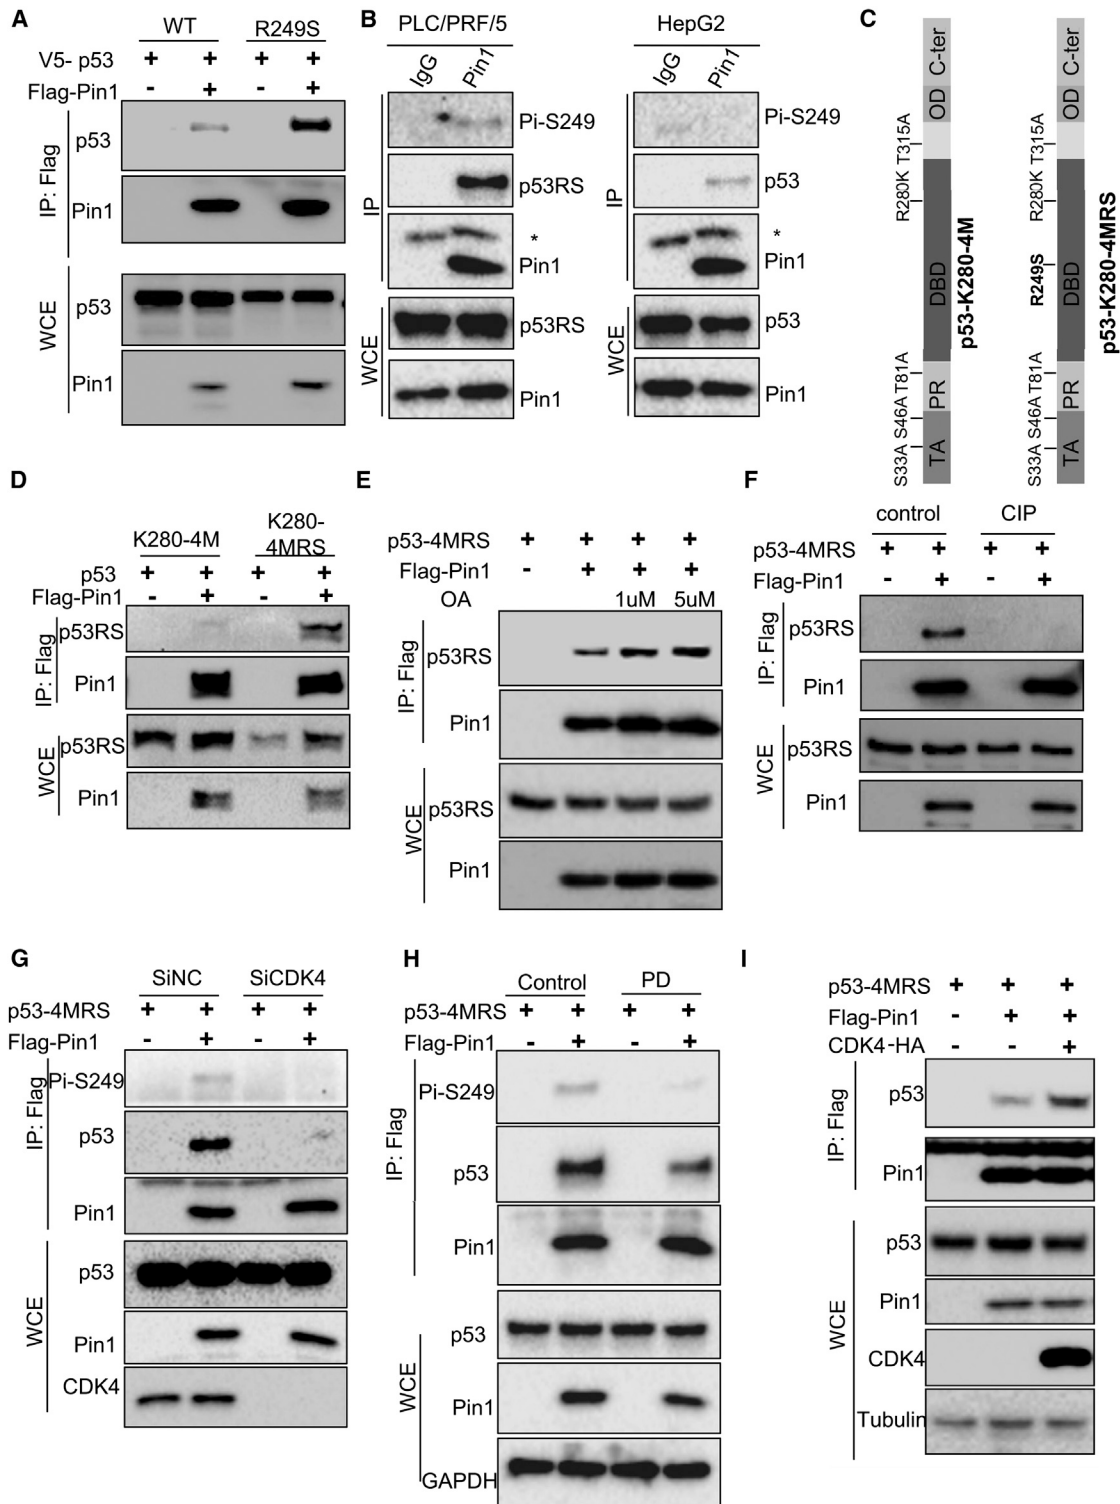 A
WT R249S
V5- p53 + + + +
Flag-Pin1 - + - +
IP: Flag
p53
Pin1
WCE
p53
Pin1
B
PLC/PRF/5 HepG2
IgG Pin1 IgG Pin1
IP
Pi-S249
p53RS
*
Pin1
WCE
p53RS
Pin1
IP
Pi-S249
p53
*
Pin1
WCE
p53
Pin1
C
S33A S46A T81A R280K T315A
TA PR DBD OD C-ter
p53-K280-4M
S33A S46A T81A R249S R280K T315A
TA PR DBD OD C-ter
p53-K280-4MRS
D
K280-4M K280-
4MRS
p53 + + + +
Flag-Pin1 - + - +
IP: Flag
p53RS
Pin1
WCE
p53RS
Pin1
E
p53-4MRS + + + +
Flag-Pin1 - + + +
OA 1uM 5uM
IP: Flag
p53RS
Pin1
WCE
p53RS
Pin1
F
control CIP
p53-4MRS + + + +
Flag-Pin1 - + - +
IP: Flag
p53RS
Pin1
WCE
p53RS
Pin1
G
SiNC SiCDK4
p53-4MRS + + + +
Flag-Pin1 - + - +
IP: Flag
Pi-S249
p53
Pin1
WCE
p53
Pin1
CDK4
H
Control PD
p53-4MRS + + + +
Flag-Pin1 - + - +
IP: Flag
Pi-S249
p53
Pin1
WCE
p53
Pin1
GAPDH
I
p53-4MRS + + +
Flag-Pin1 - + +
CDK4-HA - - +
IP: Flag
p53
Pin1
WCE
p53
Pin1
CDK4
Tubulin